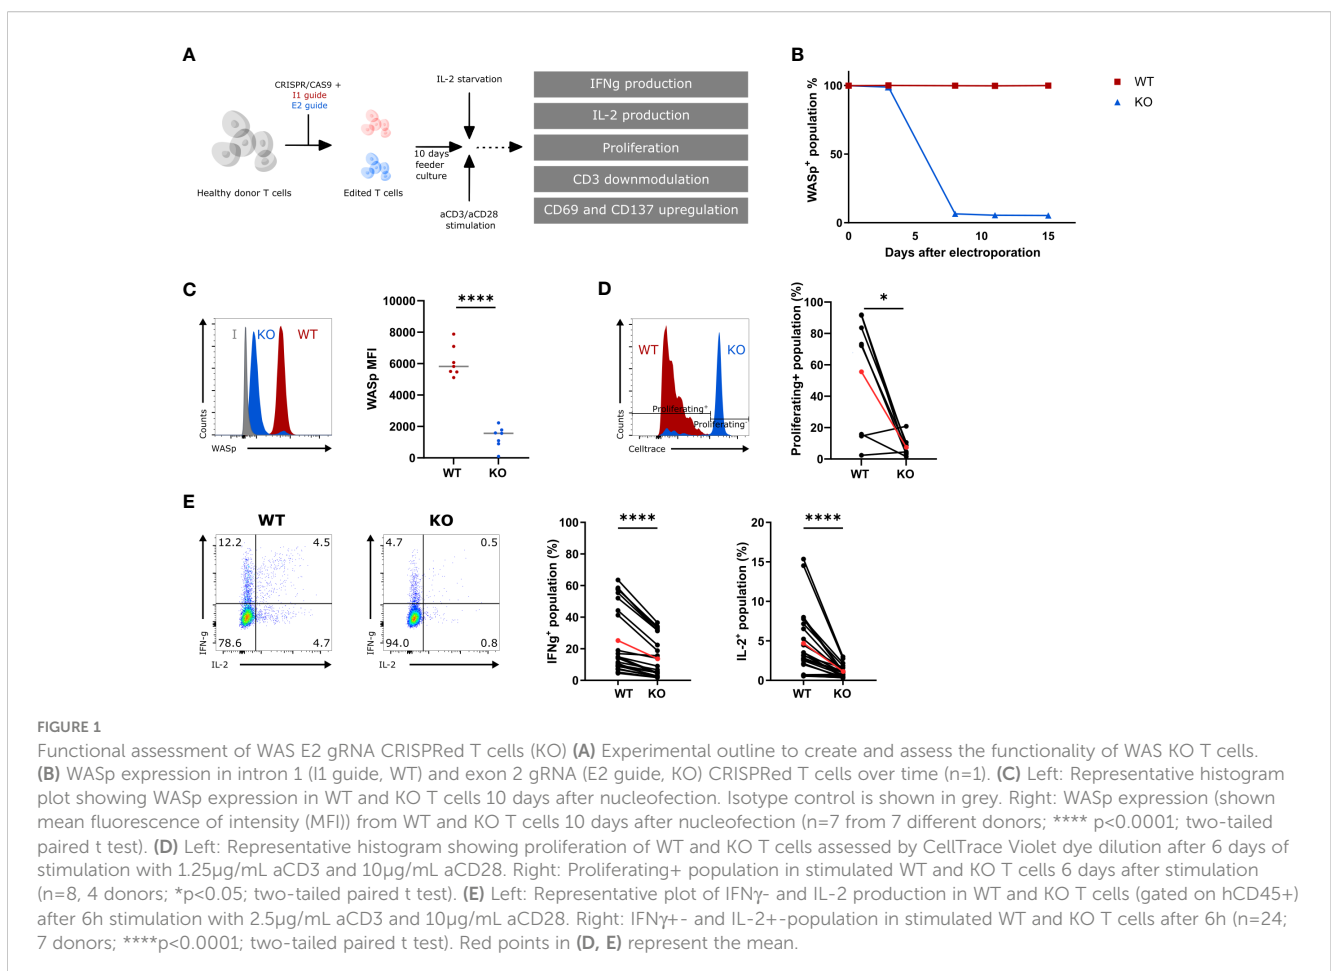 A
CRISPR/CAS9 +
I1 guide
E2 guide
Healthy donor T cells
Edited T cells
10 days
feeder
culture
IL-2 starvation
aCD3/aCD28
stimulation
IFNg production
IL-2 production
Proliferation
CD3 downmodulation
CD69 and CD137 upregulation
B
WASp+ population %
100
50
0
0 5 10 15
Days after electroporation
WT
KO
C
I KO WT
Counts
WASp
WASp MFI
10000
8000
6000
4000
2000
0
****
WT KO
D
WT KO
Proliferating+
Proliferating-
Counts
Celltrace
Proliferating+ population (%)
100
80
60
40
20
0
*
WT KO
E
WT
12.2 4.5
78.6 4.7
IFN-g
IL-2
KO
4.7 0.5
94.0 0.8
IFN-g
IL-2
IFNg+ population (%)
100
80
60
40
20
0
****
WT KO
IL-2+ population (%)
20
15
10
5
0
****
WT KO
FIGURE 1
Functional assessment of WAS E2 gRNA CRISPRed T cells (KO) (A) Experimental outline to create and assess the functionality of WAS KO T cells.
(B) WASp expression in intron 1 (I1 guide, WT) and exon 2 gRNA (E2 guide, KO) CRISPRed T cells over time (n=1). (C) Left: Representative histogram
plot showing WASp expression in WT and KO T cells 10 days after nucleofection. Isotype control is shown in grey. Right: WASp expression (shown
mean fluorescence of intensity (MFI)) from WT and KO T cells 10 days after nucleofection (n=7 from 7 different donors; **** p<0.0001; two-tailed
paired t test). (D) Left: Representative histogram showing proliferation of WT and KO T cells assessed by CellTrace Violet dye dilution after 6 days of
stimulation with 1.25μg/mL aCD3 and 10μg/mL aCD28. Right: Proliferating+ population in stimulated WT and KO T cells 6 days after stimulation
(n=8, 4 donors; *p<0.05; two-tailed paired t test). (E) Left: Representative plot of IFNγ- and IL-2 production in WT and KO T cells (gated on hCD45+)
after 6h stimulation with 2.5μg/mL aCD3 and 10μg/mL aCD28. Right: IFNγ+- and IL-2+-population in stimulated WT and KO T cells after 6h (n=24;
7 donors; ****p<0.0001; two-tailed paired t test). Red points in (D, E) represent the mean.